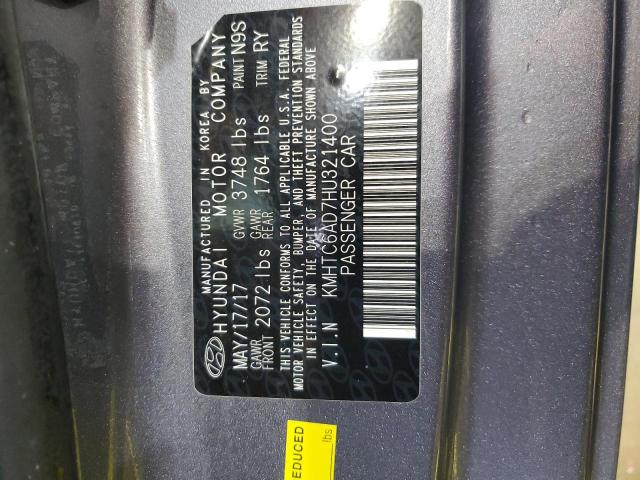 MANUFACTURED IN KOREA BY
HYUNDAI MOTOR COMPANY
MAY/17/17 GVWR 3748 lbs PAINT N9S
GAWR FRONT 2072 lbs GAWR REAR 1764 lbs TRIM RY
THIS VEHICLE CONFORMS TO ALL APPLICABLE U.S.A. FEDERAL
MOTOR VEHICLE SAFETY, BUMPER, AND THEFT PREVENTION STANDARDS
IN EFFECT ON THE DATE OF MANUFACTURE SHOWN ABOVE
V.I.N KMHTC6AD7HU321400
PASSENGER CAR
EDUCED
lbs